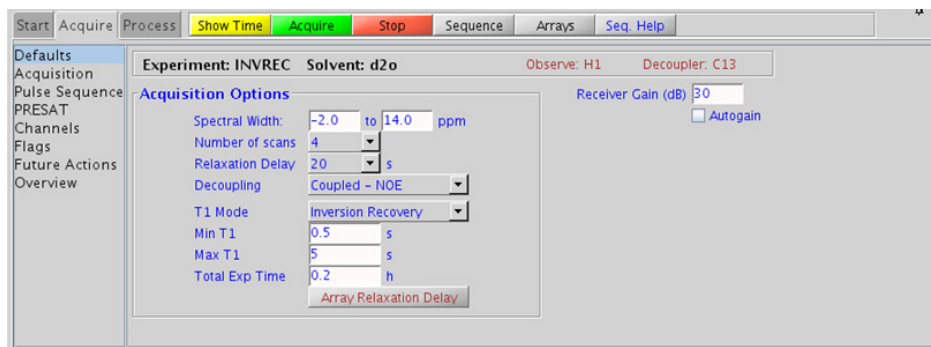 Start Acquire Process Show Time Acquire Stop Sequence Arrays Seq. Help
Defaults
Acquisition
Pulse Sequence
PRESAT
Channels
Flags
Future Actions
Overview
Experiment: INVREC Solvent: d2o Observe: H1 Decoupler: C13
Acquisition Options
Spectral Width: -2.0 to 14.0 ppm
Number of scans 4
Relaxation Delay 20 s
Decoupling Coupled - NOE
T1 Mode Inversion Recovery
Min T1 0.5 s
Max T1 5 s
Total Exp Time 0.2 h
Array Relaxation Delay
Receiver Gain (dB) 30
Autogain